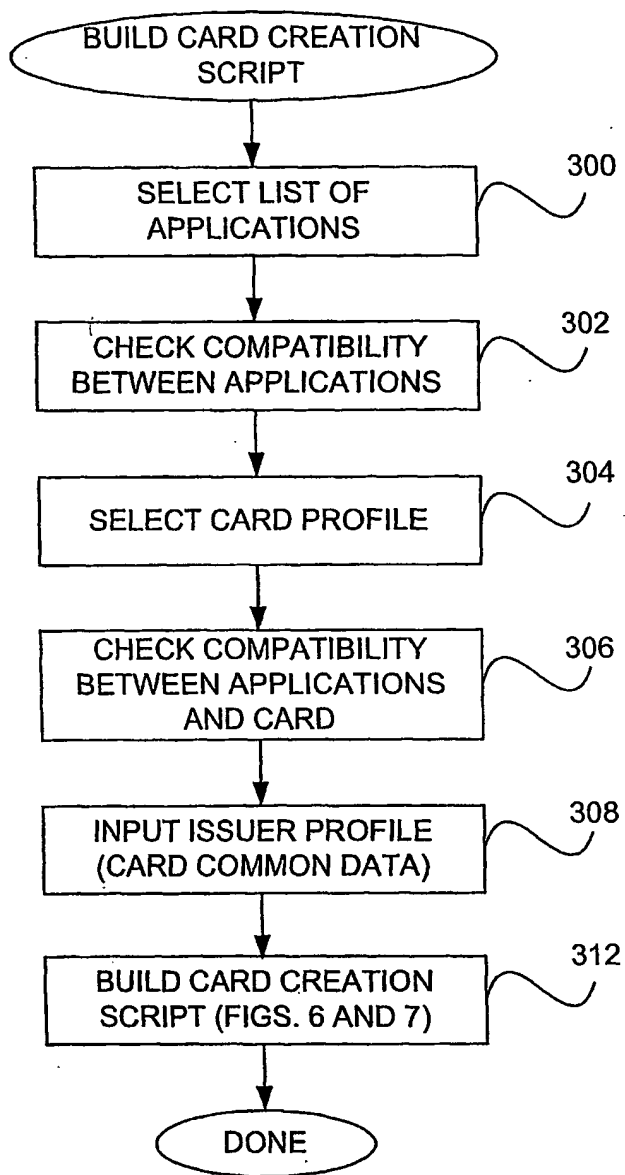 BUILD CARD CREATION
SCRIPT
SELECT LIST OF
APPLICATIONS
300
CHECK COMPATIBILITY
BETWEEN APPLICATIONS
302
SELECT CARD PROFILE
304
CHECK COMPATIBILITY
BETWEEN APPLICATIONS
AND CARD
306
INPUT ISSUER PROFILE
(CARD COMMON DATA)
308
BUILD CARD CREATION
SCRIPT (FIGS. 6 AND 7)
312
DONE